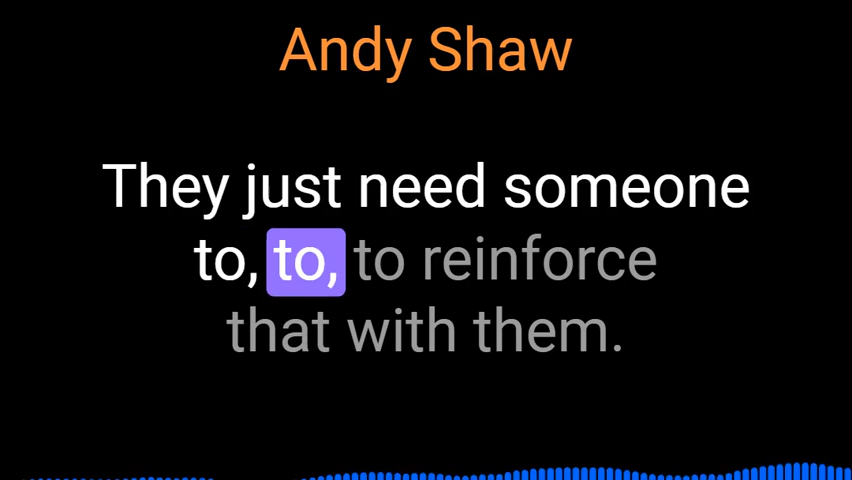 Andy Shaw
They just need someone
to, to, to reinforce
that with them.